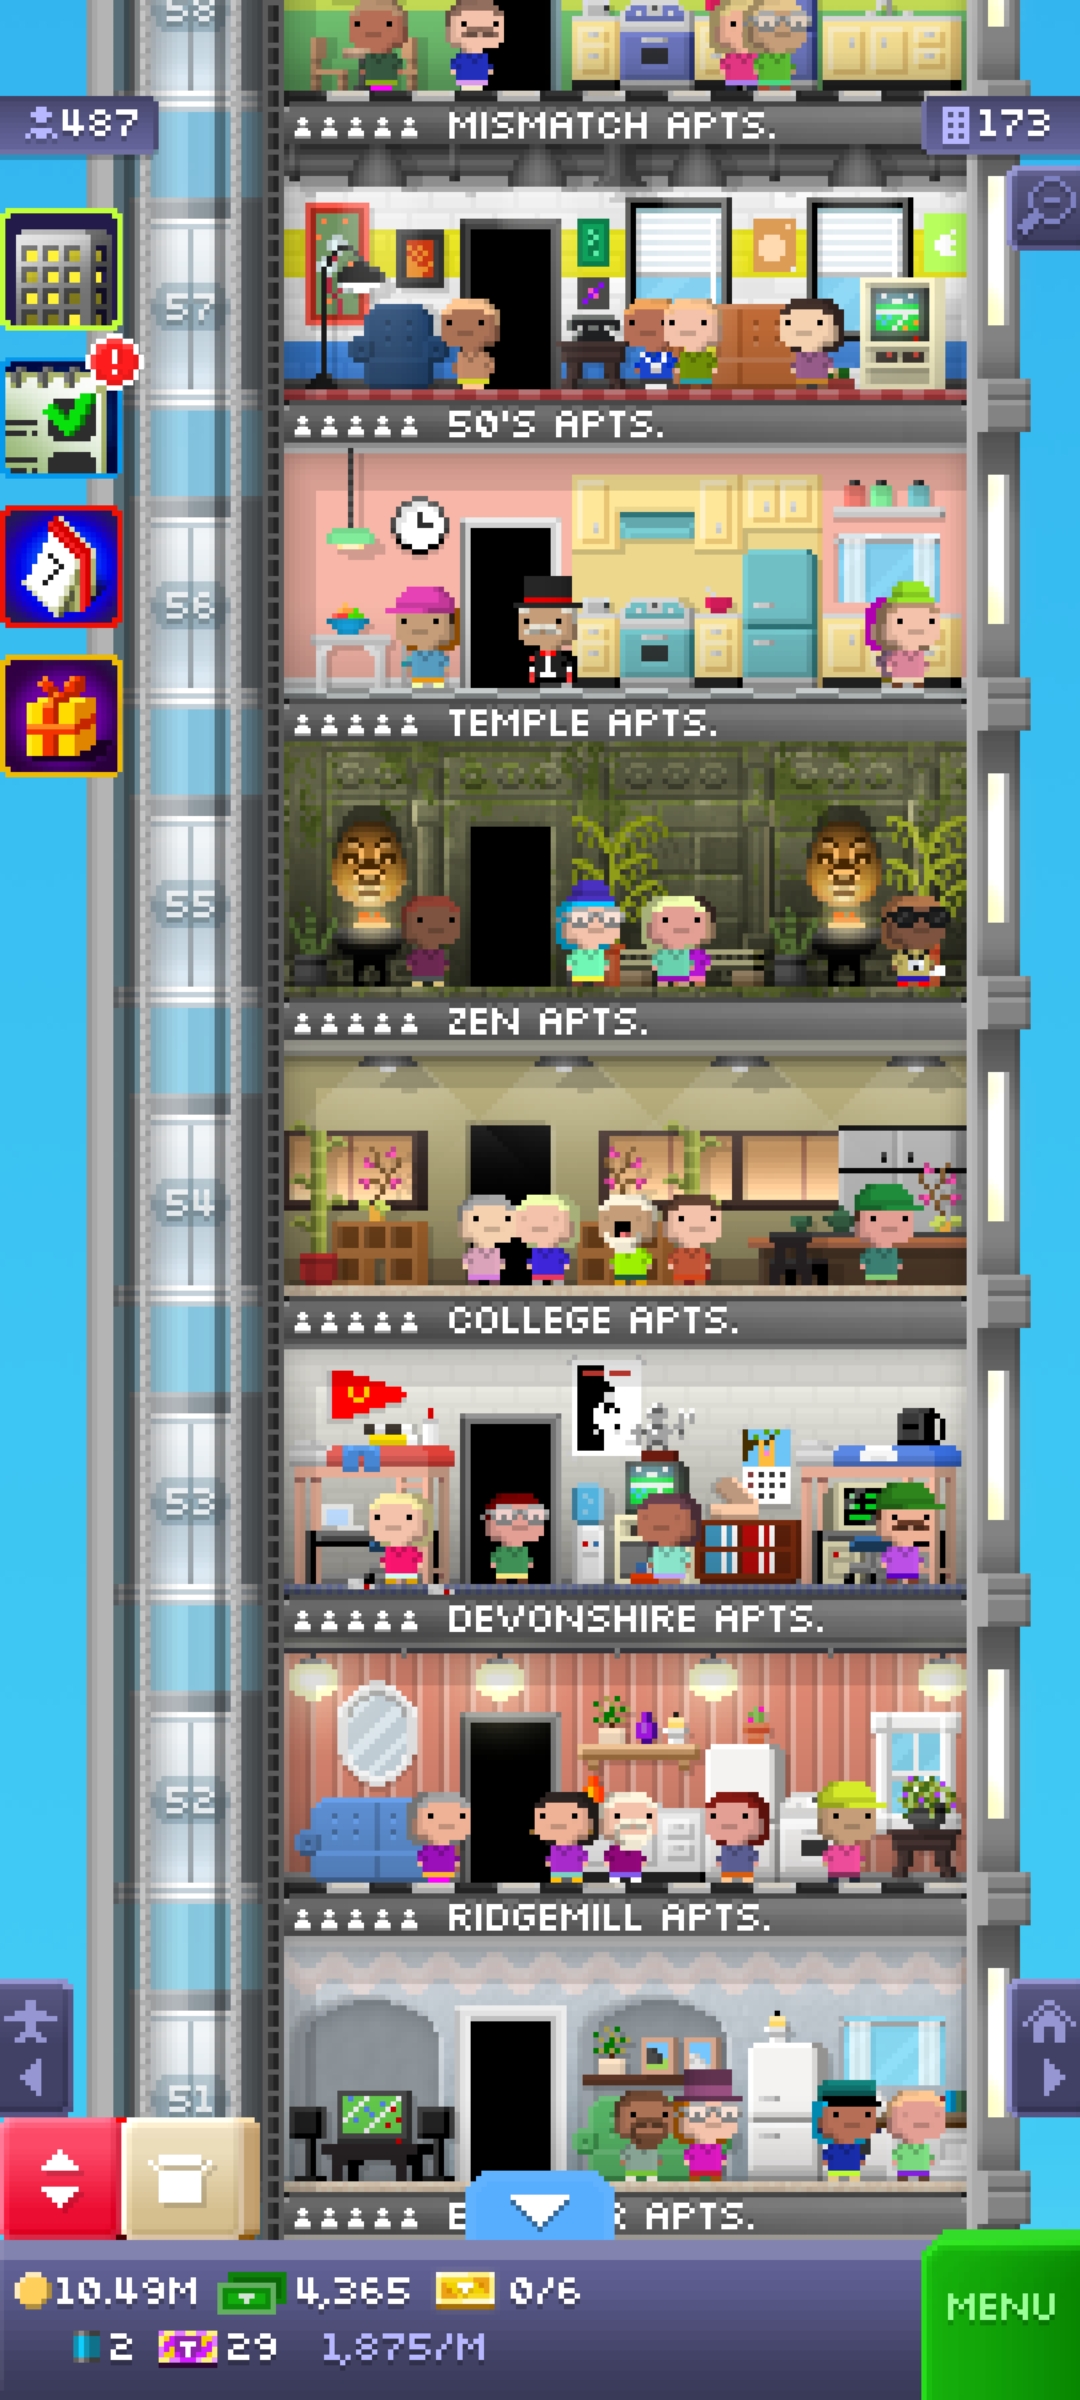 58
487
MISMATCH APTS.
173
57
50'S APTS.
56
TEMPLE APTS.
55
ZEN APTS.
54
COLLEGE APTS.
53
DEVONSHIRE APTS.
52
RIDGEMILL APTS.
51
APTS.
10.49M 4,365 0/6
2 29 1,875/M
MENU